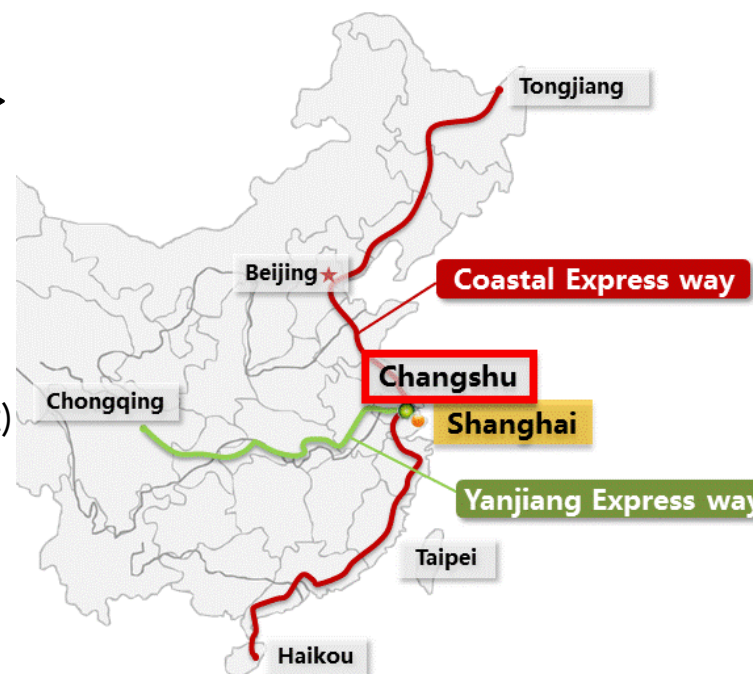 Tongjiang
Beijing
Coastal Express way
Changshu
Chongqing
)
Shanghai
Yanjiang Express way
Taipei
Haikou